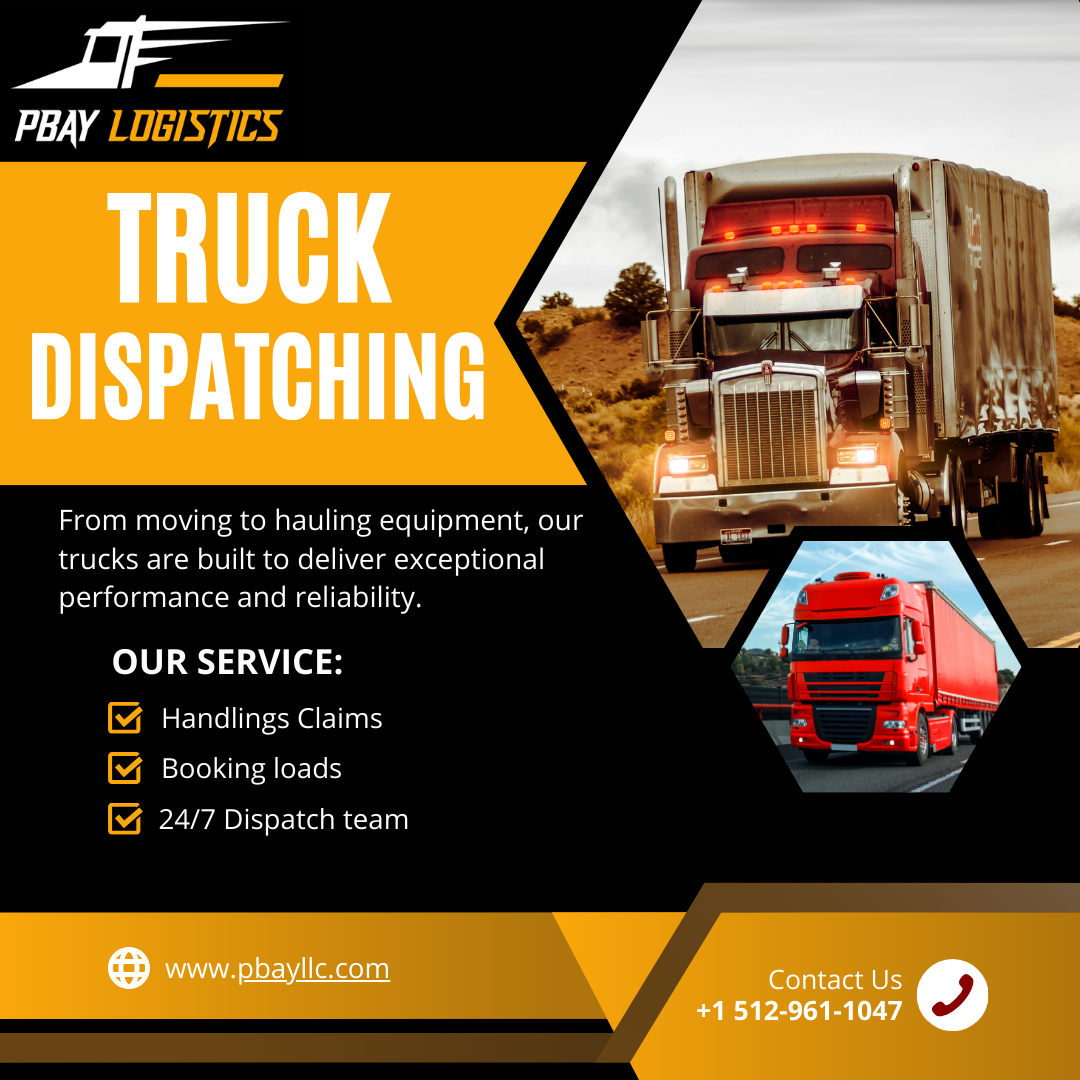 PBAY LOGISTICS
TRUCK
DISPATCHING
From moving to hauling equipment, our
trucks are built to deliver exceptional
performance and reliability.
OUR SERVICE:
Handlings Claims
Booking loads
24/7 Dispatch team
www.pbayllc.com
Contact Us
+1 512-961-1047